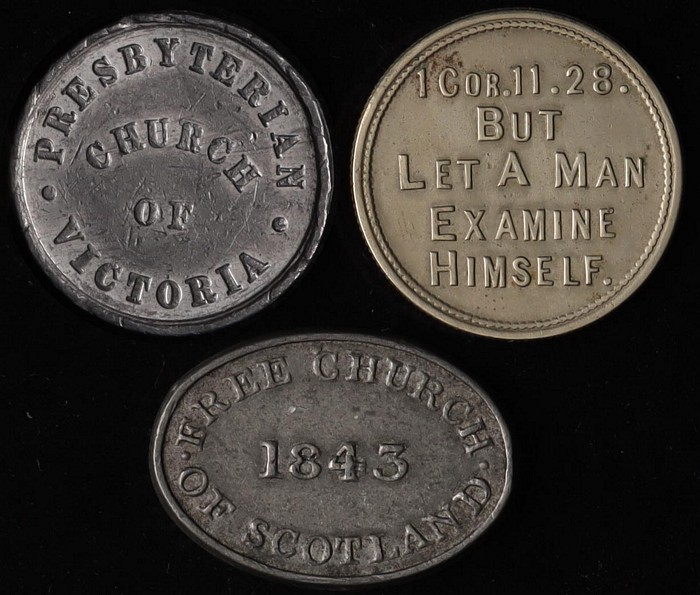 PRESBYTERIAN
CHURCH
OF
VICTORIA
1 COR. 11. 28.
BUT
LET A MAN
EXAMINE
HIMSELF.
FREE CHURCH
1843
OF SCOTLAND